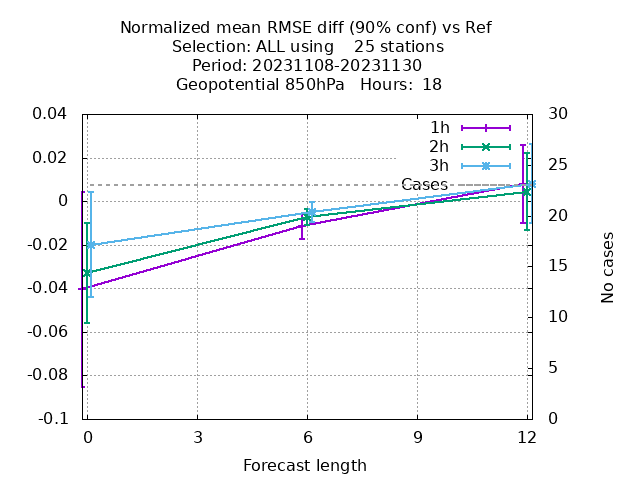 Normalized mean RMSE diff (90% conf) vs Ref
Selection: ALL using    25 stations
Period: 20231108-20231130
Geopotential 850hPa   Hours:  18
0.04
0.02
0
-0.02
-0.04
-0.06
-0.08
-0.1
30
25
20
15
10
5
0
1h
2h
3h
Cases
No cases
0
3
6
9
12
Forecast length